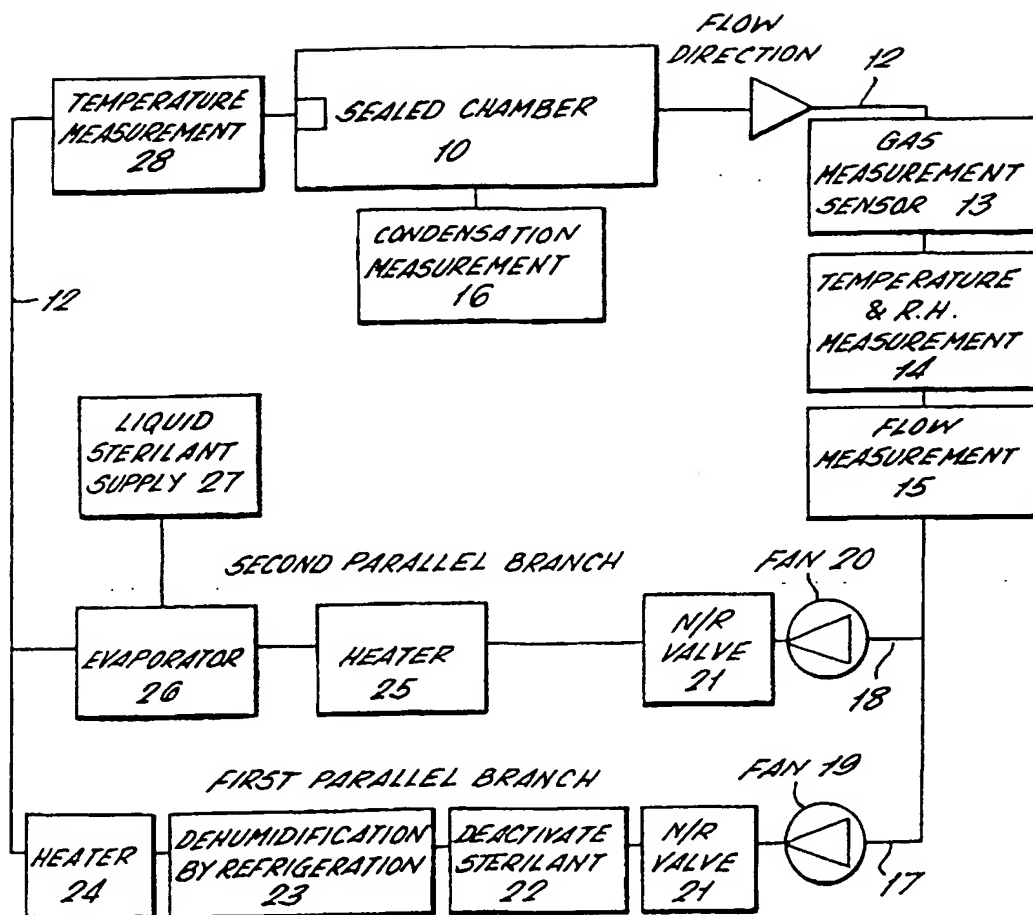 FLOW
DIRECTION
12
TEMPERATURE
MEASUREMENT
28
SEALED CHAMBER
10
GAS
MEASUREMENT
SENSOR 13
CONDENSATION
MEASUREMENT
16
12
TEMPERATURE
& R.H.
MEASUREMENT
14
FLOW
MEASUREMENT
15
LIQUID
STERILANT
SUPPLY 27
SECOND PARALLEL BRANCH
FAN 20
EVAPORATOR
26
HEATER
25
N/R
VALVE
21
18
FIRST PARALLEL BRANCH
FAN 19
HEATER
24
DEHUMIDIFICATION
BY REFRIGERATION
23
DEACTIVATE
STERILANT
22
N/R
VALVE
21
17